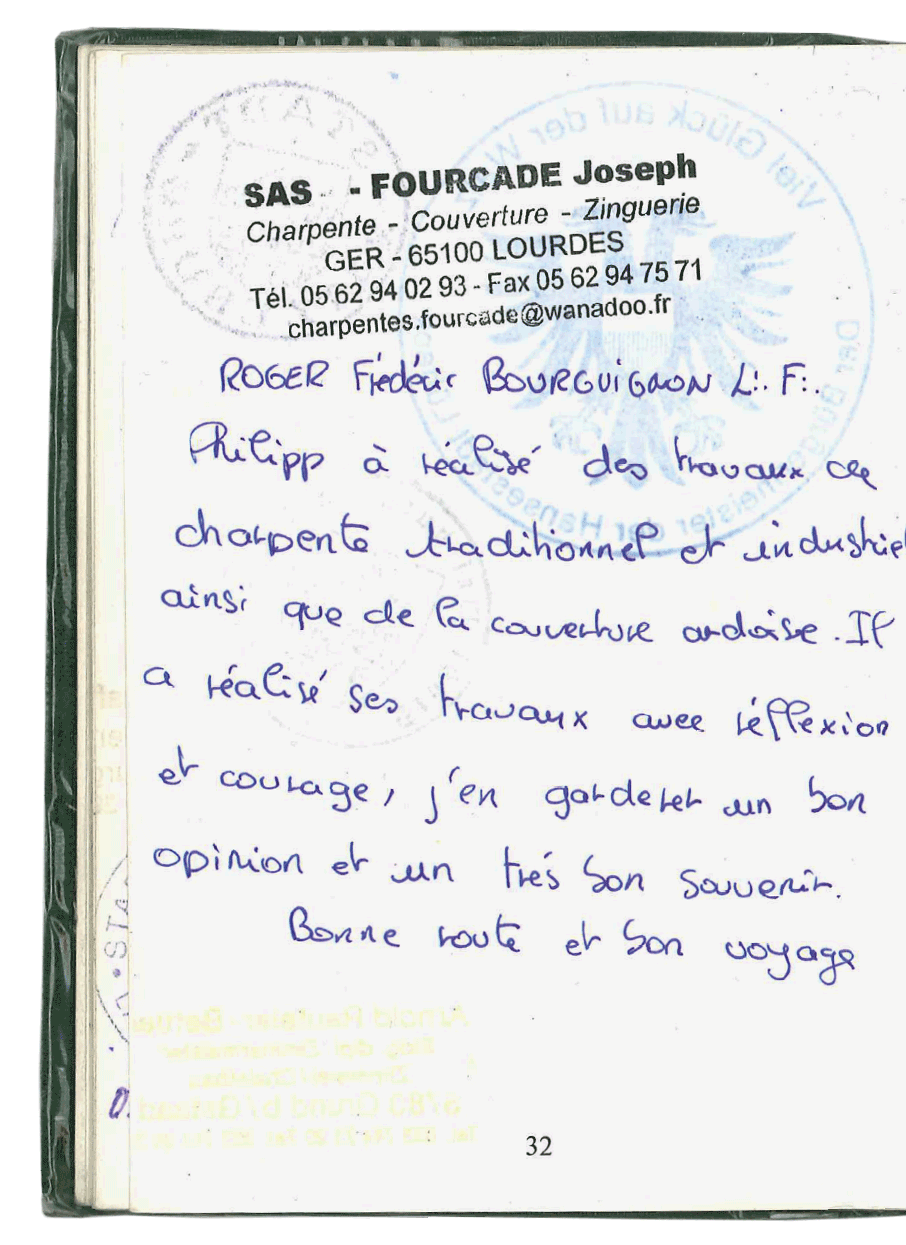 SAS - FOURCADE Joseph
Charpente - Couverture - Zinguerie
GER - 65100 LOURDES
Tél. 05 62 94 02 93 - Fax 05 62 94 75 71
charpentes.fourcade@wanadoo.fr
ROGER Frédéric BOURGUiGNON L∴ F∴
Philipp à réalisé des travaux de
charpente traditionnel et industriel
ainsi que de la couverture ardoise. Il
a réalisé ses travaux avec réflexion
et courage, j'en garderer un bon
opinion et un trés bon souvenir.
Bonne route et bon voyage
32
Viel Glück auf der
Der Bürgermeister der Hansestadt
STADT